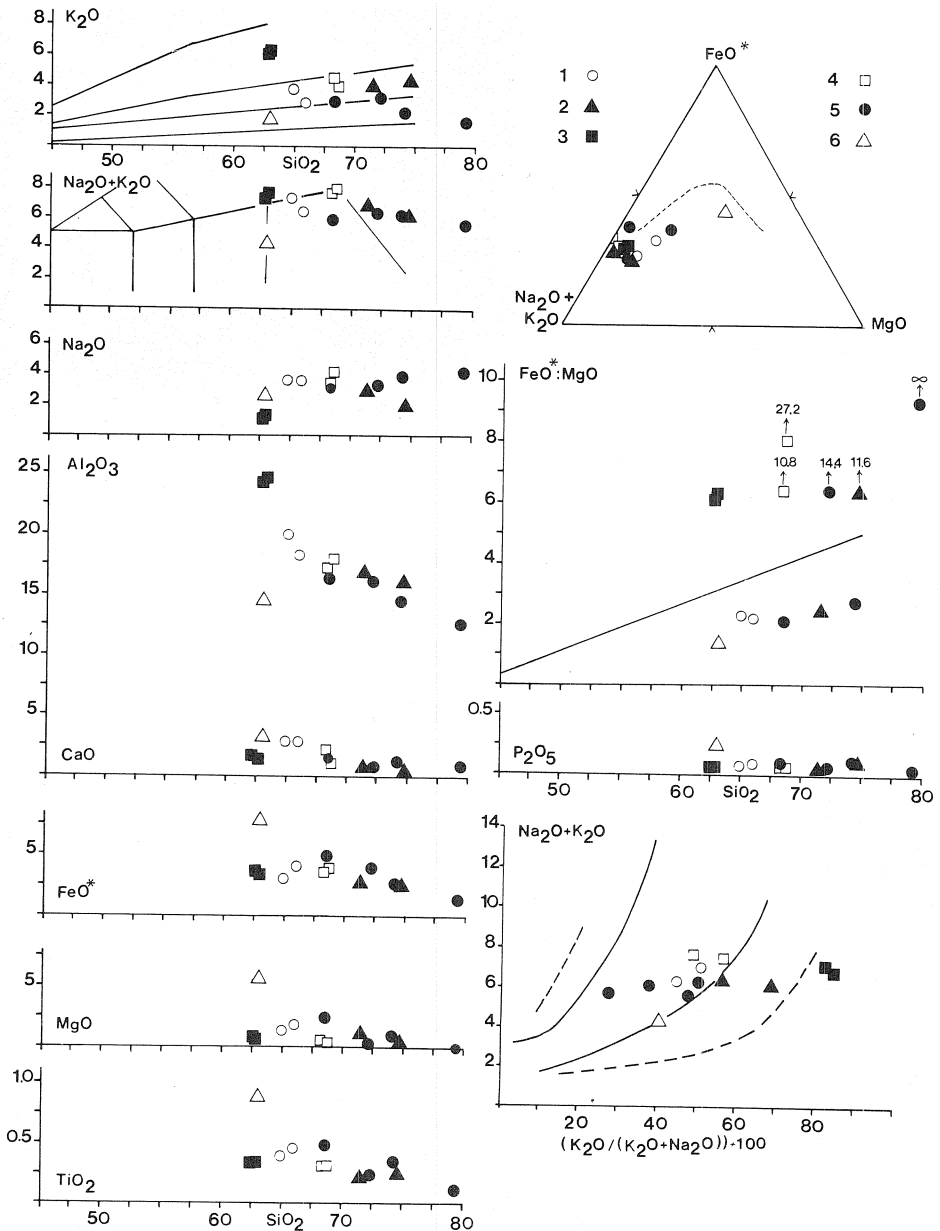 K2O
8
6
4
2
50 60 SiO2 70 80
Na2O+K2O
8
6
4
2
Na2O
6
4
2
Al2O3
25
20
15
10
5
CaO
5
FeO*
5
MgO
1.0
0.5
TiO2
50 60 SiO2 70 80
FeO*
1
2
3
4
5
6
Na2O+
K2O
MgO
FeO*:MgO
10
8
6
4
2
27,2
10,8
14,4
11,6
∞
0.5
P2O5
50 60 SiO2 70 80
Na2O+K2O
14
12
10
8
6
4
2
20 40 60 80
(K2O/(K2O+Na2O))·100